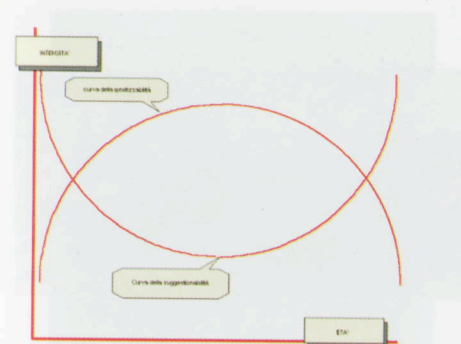 INTENSITA'
curva della ipnotizzabilità
Curva della suggestionabilità
ETA'